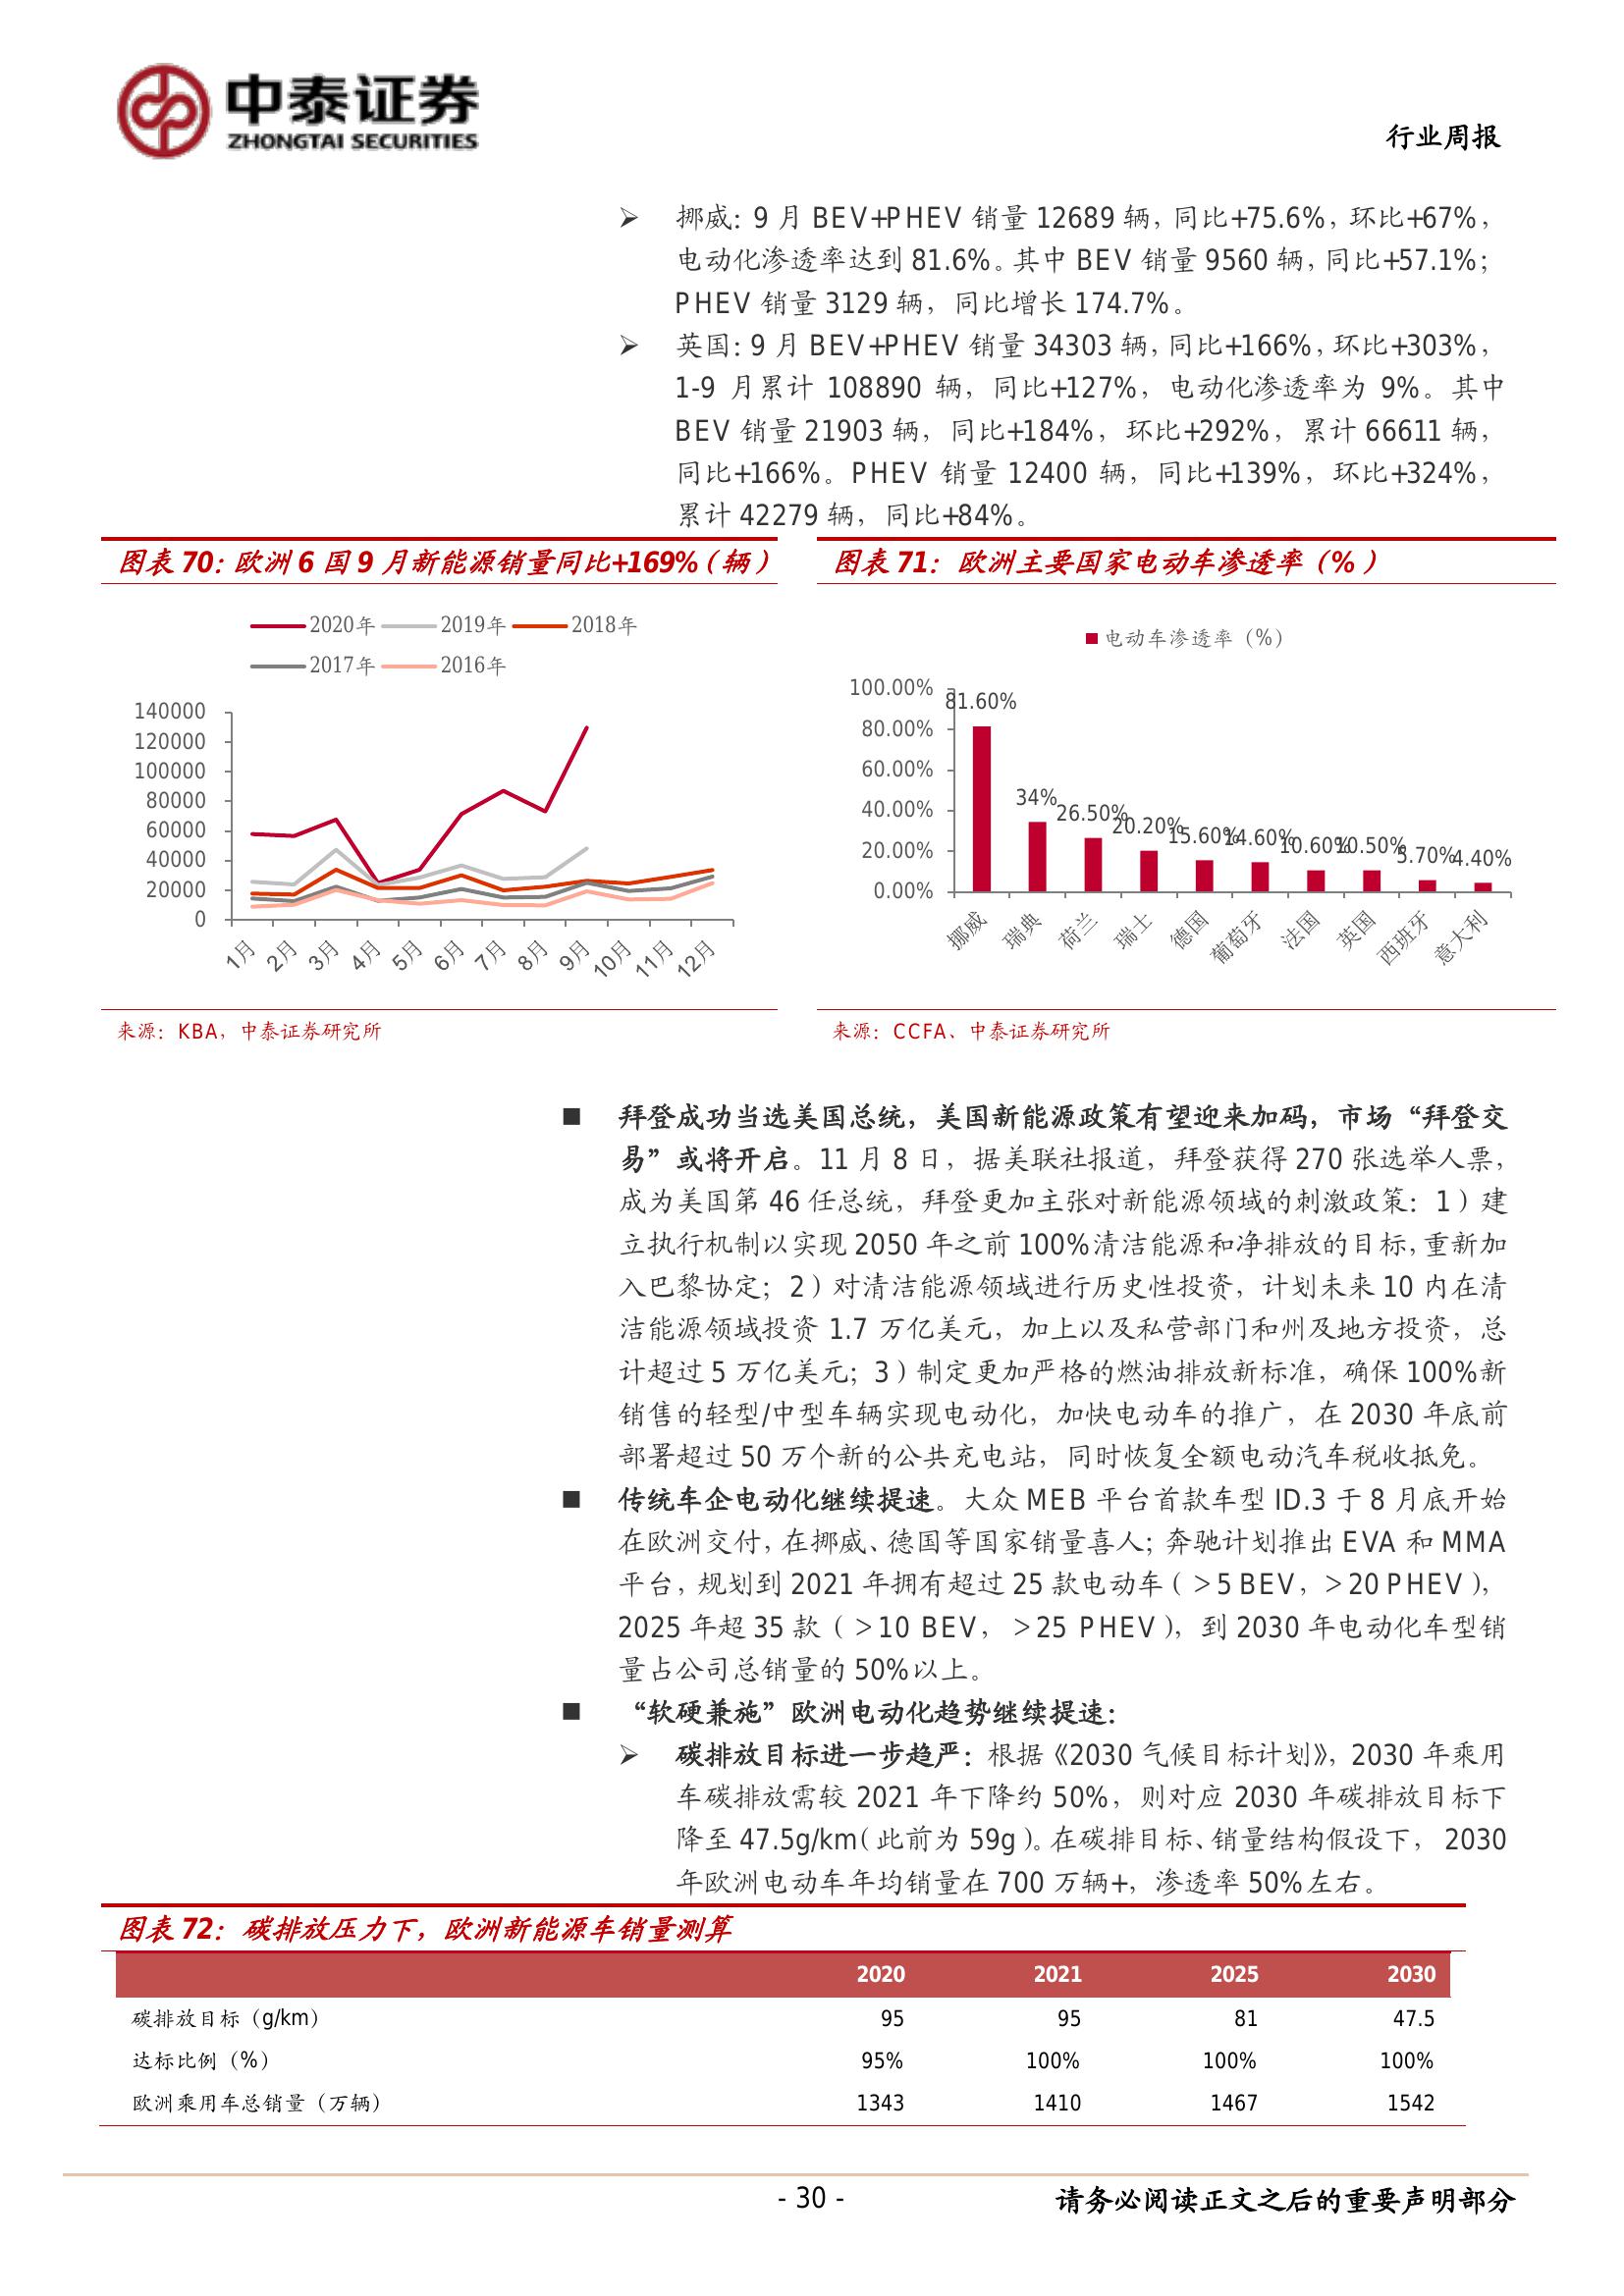 中泰证券
ZHONGTAI SECURITIES
行业周报
➢ 挪威：9 月 BEV+PHEV 销量 12689 辆，同比+75.6%，环比+67%，
电动化渗透率达到 81.6%。其中 BEV 销量 9560 辆，同比+57.1%；
PHEV 销量 3129 辆，同比增长 174.7%。
➢ 英国：9 月 BEV+PHEV 销量 34303 辆，同比+166%，环比+303%，
1-9 月累计 108890 辆，同比+127%，电动化渗透率为 9%。其中
BEV 销量 21903 辆，同比+184%，环比+292%，累计 66611 辆，
同比+166%。PHEV 销量 12400 辆，同比+139%，环比+324%，
累计 42279 辆，同比+84%。
图表 70：欧洲 6 国 9 月新能源销量同比+169%（辆）
2020年 2019年 2018年
2017年 2016年
140000
120000
100000
80000
60000
40000
20000
0
1月 2月 3月 4月 5月 6月 7月 8月 9月 10月 11月 12月
来源：KBA，中泰证券研究所
图表 71：欧洲主要国家电动车渗透率（%）
电动车渗透率（%）
100.00%
80.00%
60.00%
40.00%
20.00%
0.00%
81.60% 34% 26.50% 20.20% 15.60% 14.60% 10.60% 10.50% 5.70% 4.40%
挪威 瑞典 荷兰 瑞士 德国 葡萄牙 法国 英国 西班牙 意大利
来源：CCFA、中泰证券研究所
■ 拜登成功当选美国总统，美国新能源政策有望迎来加码，市场“拜登交
易”或将开启。11 月 8 日，据美联社报道，拜登获得 270 张选举人票，
成为美国第 46 任总统，拜登更加主张对新能源领域的刺激政策：1）建
立执行机制以实现 2050 年之前 100%清洁能源和净排放的目标，重新加
入巴黎协定；2）对清洁能源领域进行历史性投资，计划未来 10 内在清
洁能源领域投资 1.7 万亿美元，加上以及私营部门和州及地方投资，总
计超过 5 万亿美元；3）制定更加严格的燃油排放新标准，确保 100%新
销售的轻型/中型车辆实现电动化，加快电动车的推广，在 2030 年底前
部署超过 50 万个新的公共充电站，同时恢复全额电动汽车税收抵免。
■ 传统车企电动化继续提速。大众 MEB 平台首款车型 ID.3 于 8 月底开始
在欧洲交付，在挪威、德国等国家销量喜人；奔驰计划推出 EVA 和 MMA
平台，规划到 2021 年拥有超过 25 款电动车（>5 BEV，>20 PHEV），
2025 年超 35 款（>10 BEV，>25 PHEV），到 2030 年电动化车型销
量占公司总销量的 50%以上。
■ “软硬兼施”欧洲电动化趋势继续提速：
➢ 碳排放目标进一步趋严：根据《2030 气候目标计划》，2030 年乘用
车碳排放需较 2021 年下降约 50%，则对应 2030 年碳排放目标下
降至 47.5g/km（此前为 59g）。在碳排目标、销量结构假设下，2030
年欧洲电动车年均销量在 700 万辆+，渗透率 50%左右。
图表 72：碳排放压力下，欧洲新能源车销量测算
2020 2021 2025 2030
碳排放目标（g/km） 95 95 81 47.5
达标比例（%） 95% 100% 100% 100%
欧洲乘用车总销量（万辆） 1343 1410 1467 1542
- 30 -
请务必阅读正文之后的重要声明部分